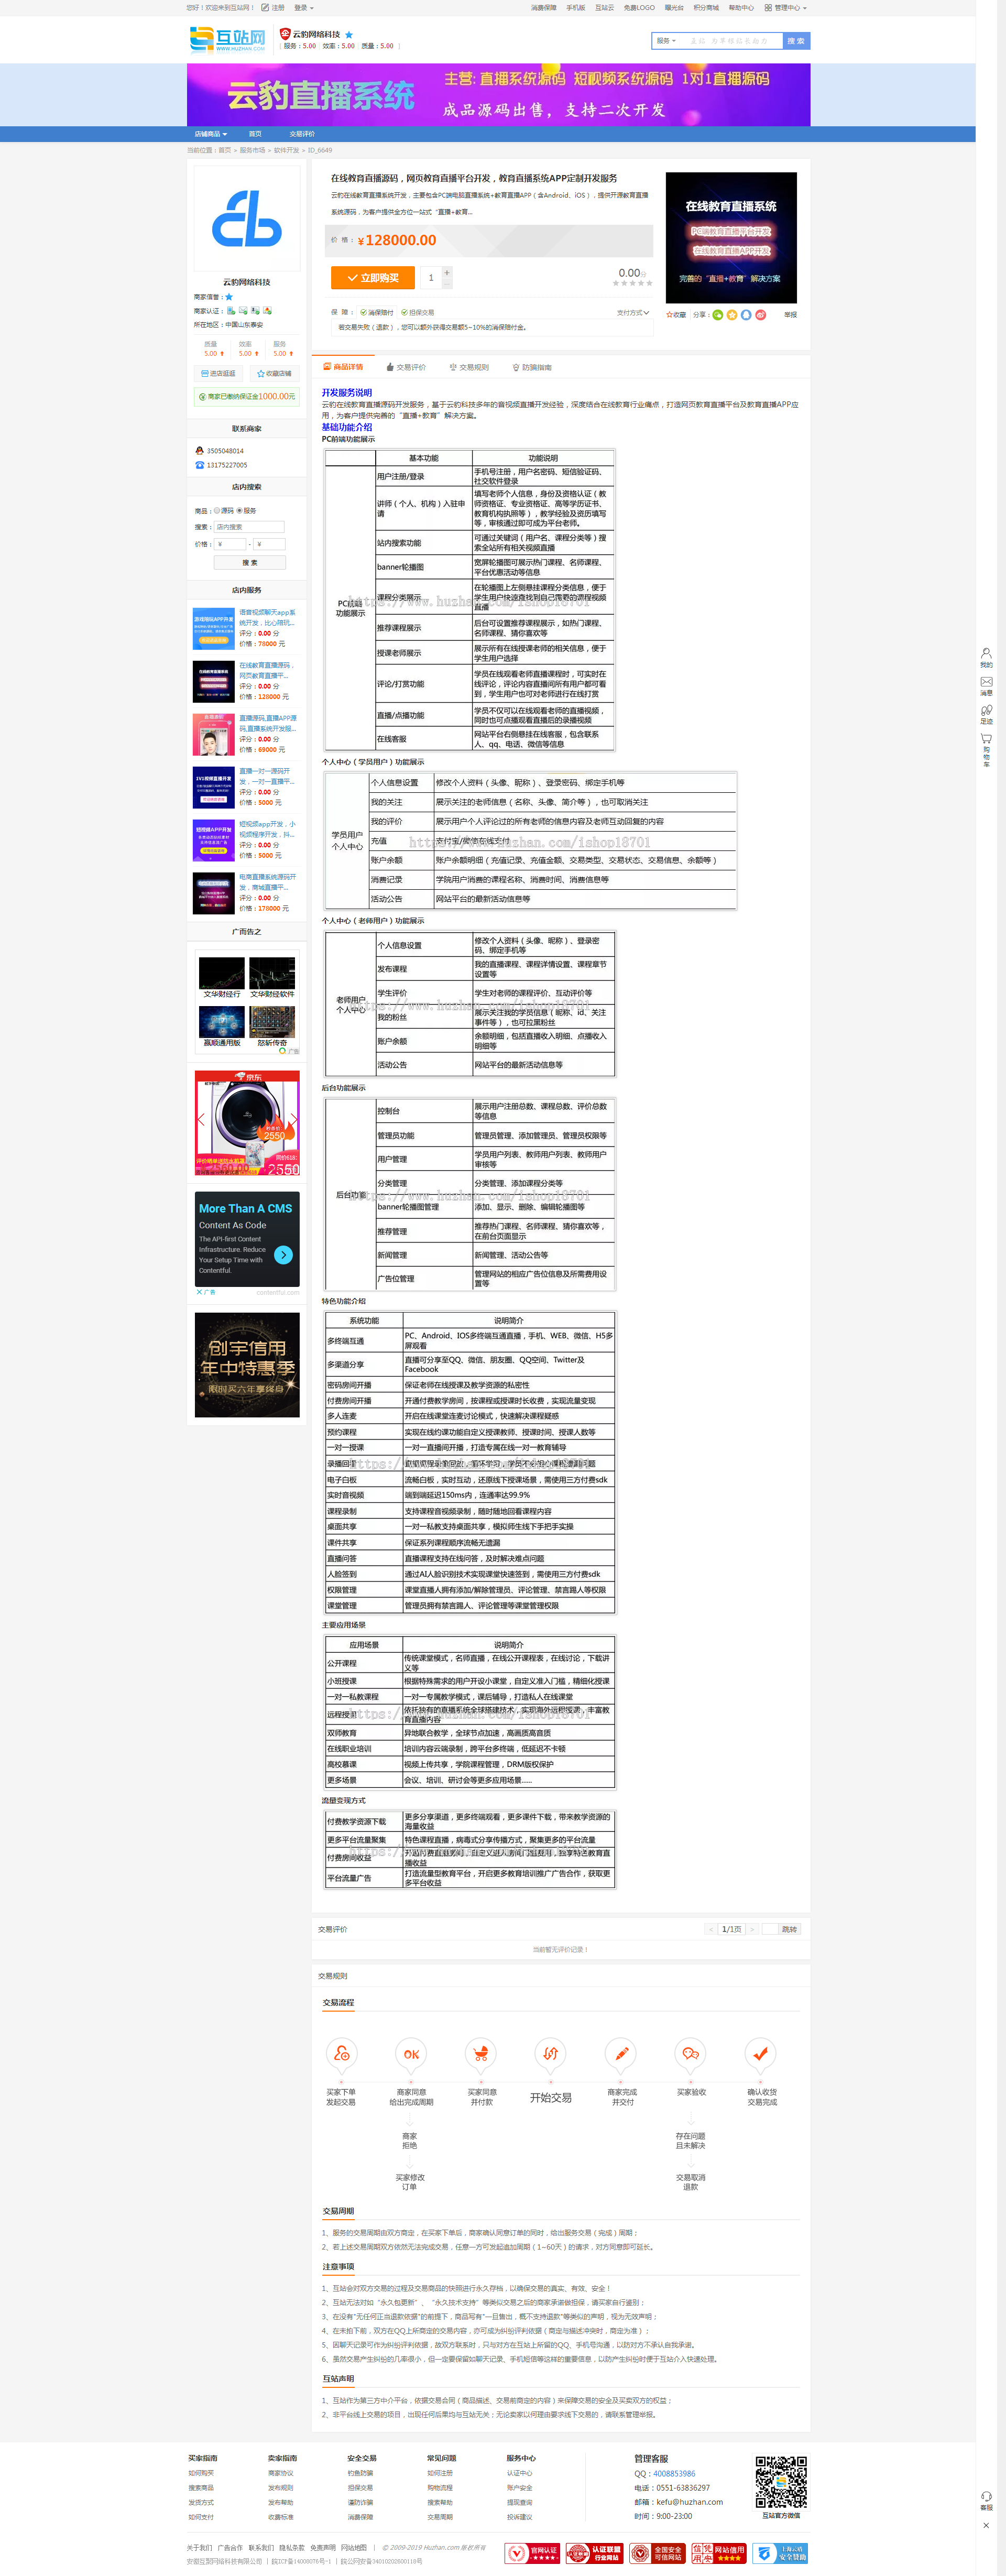 您好！欢迎来到互站网！ 注册 登录
消费保障 手机版 互站云 免费LOGO 曝光台 积分商城 帮助中心 管理中心
互站网
WWW.HUZHAN.COM
云豹网络科技
服务：5.00 效率：5.00 质量：5.00
服务
搜 索
云豹直播系统
主营: 直播系统源码 短视频系统源码 1对1直播源码
成品源码出售，支持二次开发
店铺商品 首页 交易评价
当前位置：首页 » 服务市场 » 软件开发 » ID_6649
云豹网络科技
商家信誉：
商家认证：
所在地区：中国山东泰安
质量 效率 服务
5.00 5.00 5.00
进店逛逛 收藏店铺
商家已缴纳保证金1000.00元
联系商家
3505048014
13175227005
店内搜索
商品： 源码 服务
搜索： 店内搜索
价格： ¥ - ¥
搜 索
店内服务
语音视频聊天app系统开发，比心陪玩...
评分：0.00 分
价格：78000 元
在线教育直播源码，网页教育直播平...
评分：0.00 分
价格：128000 元
直播源码,直播APP源码,直播系统开发服...
评分：0.00 分
价格：69000 元
直播一对一源码开发，一对一直播平...
评分：0.00 分
价格：5000 元
短视频app开发，小视频程序开发，抖...
评分：0.00 分
价格：5000 元
电商直播系统源码开发，商城直播平...
评分：0.00 分
价格：178000 元
广而告之
文华财经行 文华财经软件
赢顺通用版 怒斩传奇
广告
京东
2550
More Than A CMS
Content As Code
The API-first Content
Infrastructure. Reduce
Your Setup Time with
Contentful.
广告 contentful.com
创宇信用
年中特惠季
限时买六年享终身
在线教育直播源码，网页教育直播平台开发，教育直播系统APP定制开发服务
云豹在线教育直播系统开发，主要包含PC端电脑直播系统+教育直播APP（含Android、iOS），提供开源教育直播
系统源码，为客户提供全方位一站式“直播+教育...
价 格：¥128000.00
立即购买 1
0.00分
保 障： 消保赔付 担保交易 支付方式
若交易失败（退款），您可以额外获得交易额5~10%的消保赔付金。
在线教育直播系统
PC端教育直播平台开发
在线教育直播APP开发
完善的“直播+教育”解决方案
收藏 分享： 举报
商品详情 交易评价 交易规则 防骗指南
开发服务说明
云豹在线教育直播源码开发服务，基于云豹科技多年的音视频直播开发经验，深度结合在线教育行业痛点，打造网页教育直播平台及教育直播APP应
用，为客户提供完善的“直播+教育”解决方案。
基础功能介绍
PC前端功能展示
基本功能 功能说明
PC前端
功能展示
用户注册/登录 手机号注册，用户名密码、短信验证码、社交软件登录
讲师（个人、机构）入驻申请 填写老师个人信息，身份及资格认证（教师资格证、专业资格证、高等学历证书、教育机构执照等），教学经验及资历填写等，审核通过即可成为平台老师。
站内搜索功能 可通过关键词（用户名、课程分类等）搜索全站所有相关视频直播
banner轮播图 宽屏轮播图可展示热门课程、名师课程、平台优惠活动等信息
课程分类展示 在轮播图上左侧悬挂课程分类信息，便于学生用户快速查找到自己需要的课程视频直播
推荐课程展示 后台可设置推荐课程展示，如热门课程、名师课程、猜你喜欢等
授课老师展示 展示所有在线授课老师的相关信息，便于学生用户选择
评论/打赏功能 学员在线观看老师直播课程时，可实时在线评论，评论内容直播间所有用户都可看到，学生用户也可对老师进行在线打赏
直播/点播功能 学员不仅可以在线观看老师的直播视频，同时也可点播观看直播后的录播视频
在线客服 网站平台右侧悬挂在线客服，包含联系人、qq、电话、微信等信息
https://www.huzhan.com/ishop18701
个人中心（学员用户）功能展示
学员用户
个人中心
个人信息设置 修改个人资料（头像、昵称）、登录密码、绑定手机等
我的关注 展示关注的老师信息（名称、头像、简介等），也可取消关注
我的评价 展示用户个人评论过的所有老师的信息内容及老师互动回复的内容
充值 支付宝/微信在线支付
账户余额 账户余额明细（充值记录、充值金额、交易类型、交易状态、交易信息、余额等）
消费记录 学院用户消费的课程名称、消费时间、消费信息等
活动公告 网站平台的最新活动信息等
https://www.huzhan.com/ishop18701
个人中心（老师用户）功能展示
老师用户
个人中心
个人信息设置 修改个人资料（头像、昵称）、登录密码、绑定手机等
发布课程 我的直播课程、课程详情设置、课程章节设置等
学生评价 学生对老师的课程评价、互动评价等
我的粉丝 展示关注我的学员信息（昵称、id、关注事件等），也可拉黑粉丝
账户余额 余额明细，包括直播收入明细、点播收入明细等
活动公告 网站平台的最新活动信息等
https://www.huzhan.com/ishop18701
后台功能展示
后台功能
控制台 展示用户注册总数、课程总数、评价总数等信息
管理员功能 管理员管理、添加管理员、管理员权限等
用户管理 学员用户列表、教师用户列表、教师用户审核等
分类管理 分类管理、添加课程分类等
banner轮播图管理 添加、显示、删除、编辑轮播图等
推荐管理 推荐热门课程、名师课程、猜你喜欢等，在前台页面显示
新闻管理 新闻管理、活动公告等
广告位管理 管理网站的相应广告位信息及所需费用设置等
https://www.huzhan.com/ishop18701
特色功能介绍
系统功能 说明简介
多终端互通 PC、Android、IOS多终端互通直播，手机、WEB、微信、H5多屏观看
多渠道分享 直播可分享至QQ、微信、朋友圈、QQ空间、Twitter及Facebook
密码房间开播 保证老师在线授课及教学资源的私密性
付费房间开播 开通付费教学房间，按课程或授课时长收费，实现流量变现
多人连麦 开启在线课堂连麦讨论模式，快速解决课程疑惑
预约课程 实现在线约课功能自定义授课教师、授课时间、授课人数等
一对一授课 一对一直播间开播，打造专属在线一对一教育辅导
录播回看
https://www.huzhan.com/ishop18701
电子白板 流畅白板，实时互动，还原线下授课场景，需使用三方付费sdk
实时音视频 端到端延迟150ms内，连通率达99.9%
课程录制 支持课程音视频录制，随时随地回看课程内容
桌面共享 一对一私教支持桌面共享，模拟师生线下手把手实操
课件共享 保证系列课程顺序流畅无遗漏
直播问答 直播课程支持在线问答，及时解决难点问题
人脸签到 通过AI人脸识别技术实现课堂快速签到，需使用三方付费sdk
权限管理 课堂直播人拥有添加/解除管理员、评论管理、禁言踢人等权限
课堂管理 管理员拥有禁言踢人、评论管理等课堂管理权限
主要应用场景
应用场景 说明简介
公开课程 传统课堂模式，名师直播，在线公开课程表，在线讨论，下载讲义等
小班授课 根据特殊需求的用户开设小课堂，自定义准入门槛，精细化授课
一对一私教课程 一对一专属教学模式，课后辅导，打造私人在线课堂
远程授课 依托独有的直播系统全球搭建技术，实现海外远程授课，丰富教育直播内容
https://www.huzhan.com/ishop18701
双师教育 异地联合教学，全球节点加速，高画质高音质
在线职业培训 培训内容云端录制，跨平台多终端，低延迟不卡顿
高校慕课 视频上传共享，学院课程管理，DRM版权保护
更多场景 会议、培训、研讨会等更多应用场景......
流量变现方式
付费教学资源下载 更多分享渠道，更多终端观看，更多课件下载，带来教学资源的海量收益
更多平台流量聚集 特色课程直播，病毒式分享传播方式，聚集更多的平台流量
付费房间收益 开启付费直播房间，自定义进入房间门槛费用，独享特色教育直播收益
平台流量广告 打造流量型教育平台，开启更多教育培训推广广告合作，获取更多平台收益
https://www.huzhan.com/ishop18701
交易评价 < 1/1页 > 跳转
当前暂无评价记录！
交易规则
交易流程
买家下单
发起交易
商家同意
给出完成周期
买家同意
并付款
开始交易
商家完成
并交付
买家验收
确认收货
交易完成
OK
商家
拒绝
买家修改
订单
存在问题
且未解决
交易取消
退款
交易周期
1、服务的交易周期由双方商定，在买家下单后，商家确认同意订单的同时，给出服务交易（完成）周期；
2、若上述交易周期双方依然无法完成交易，任意一方可发起追加周期（1~60天）的请求，对方同意即可延长。
注意事项
1、互站会对双方交易的过程及交易商品的快照进行永久存档，以确保交易的真实、有效、安全！
2、互站无法对如“永久包更新”、“永久技术支持”等类似交易之后的商家承诺做担保，请买家自行鉴别；
3、在没有"无任何正当退款依据"的前提下，商品写有"一旦售出，概不支持退款"等类似的声明，视为无效声明；
4、在未拍下前，双方在QQ上所商定的交易内容，亦可成为纠纷评判依据（商定与描述冲突时，商定为准）；
5、因聊天记录可作为纠纷评判依据，故双方联系时，只与对方在互站上所留的QQ、手机号沟通，以防对方不承认自我承诺。
6、虽然交易产生纠纷的几率很小，但一定要保留如聊天记录、手机短信等这样的重要信息，以防产生纠纷时便于互站介入快速处理。
互站声明
1、互站作为第三方中介平台，依据交易合同（商品描述、交易前商定的内容）来保障交易的安全及买卖双方的权益；
2、非平台线上交易的项目，出现任何后果均与互站无关；无论卖家以何理由要求线下交易的，请联系管理举报。
我的
消息
足迹
购物车
客服
买家指南 卖家指南 安全交易 常见问题 服务中心 管理客服
如何购买 商家协议 钓鱼防骗 如何注册 认证中心 QQ：4008853986
搜索商品 发布规则 担保交易 购物流程 账户安全 电话：0551-63836297
发货方式 发布帮助 谨防诈骗 搜索帮助 提现查询 邮箱：kefu@huzhan.com
如何支付 收费标准 消费保障 交易周期 投诉建议 时间：9:00-23:00
互站官方微信
关于我们 广告合作 联系我们 隐私条款 免责声明 网站地图 | © 2009-2019 Huzhan.com 版权所有